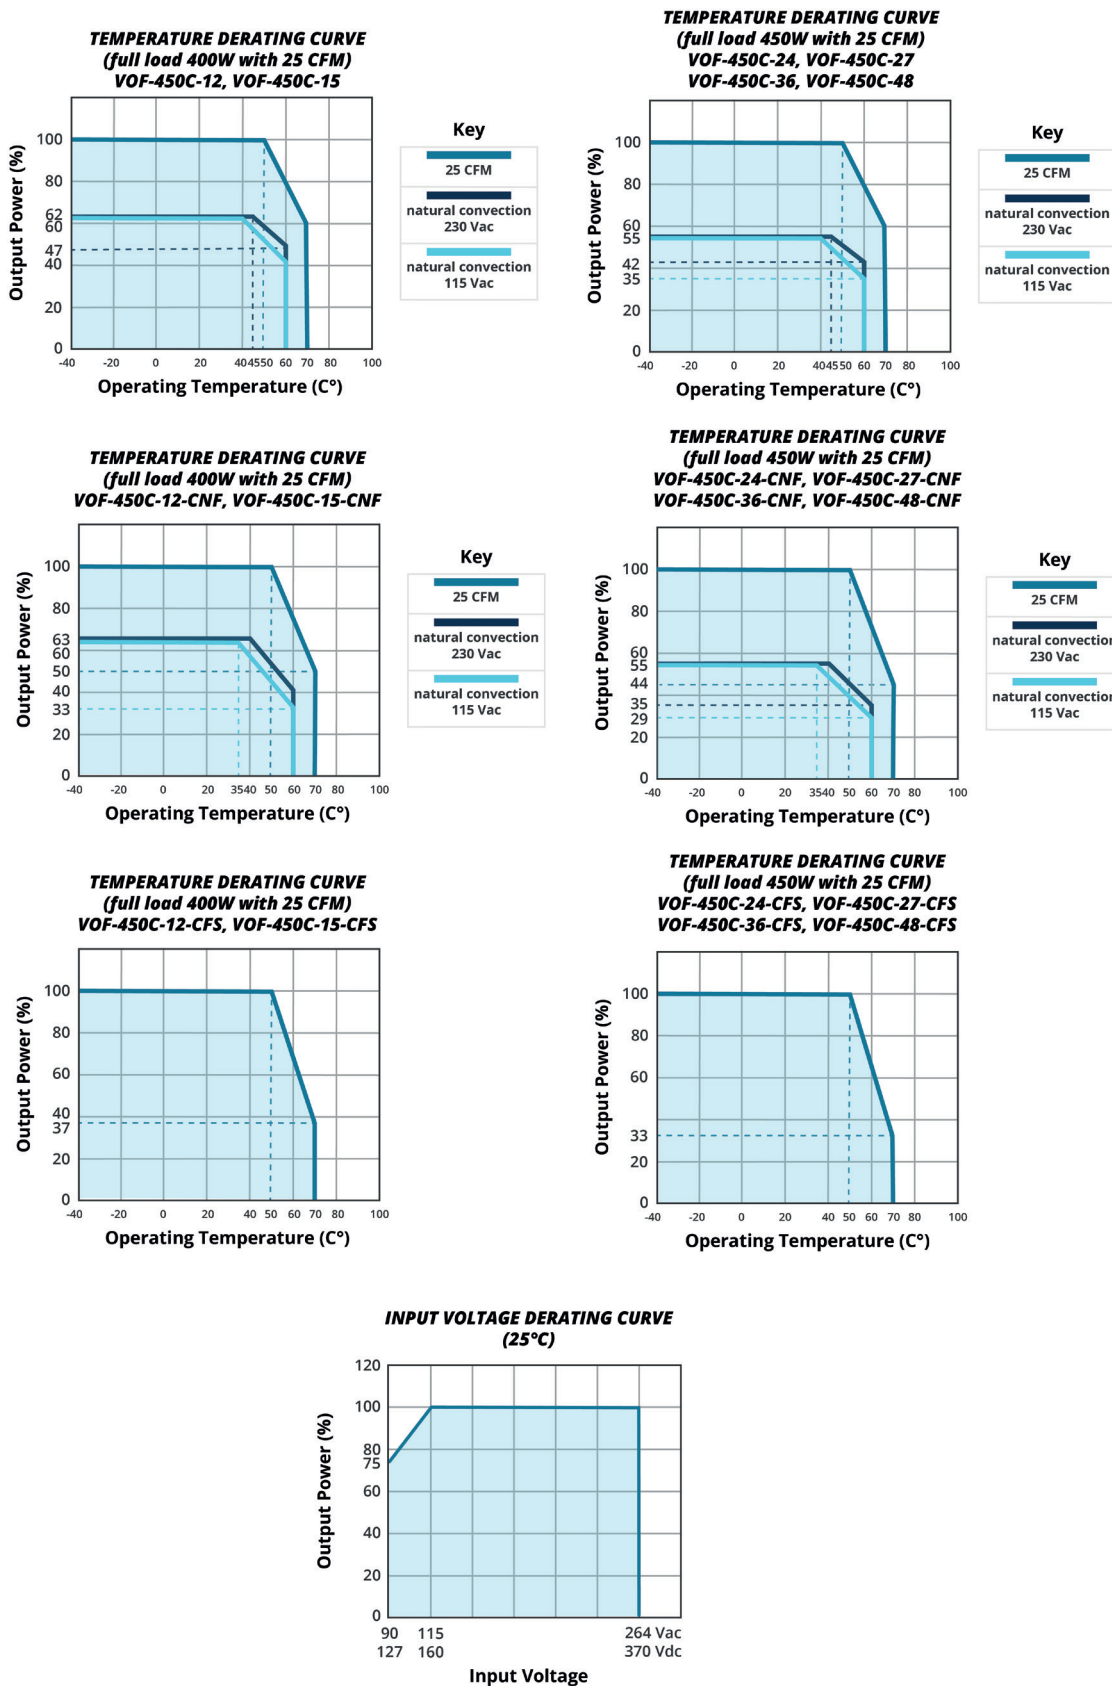 TEMPERATURE DERATING CURVE
(full load 400W with 25 CFM)
VOF-450C-12, VOF-450C-15
Output Power (%)
100
80
62
60
47
40
20
0
-40 -20 0 20 40 45 50 60 70 80 100
Operating Temperature (C°)
Key
25 CFM
natural convection
230 Vac
natural convection
115 Vac
TEMPERATURE DERATING CURVE
(full load 450W with 25 CFM)
VOF-450C-24, VOF-450C-27
VOF-450C-36, VOF-450C-48
Output Power (%)
100
80
60
55
42
35
20
0
-40 -20 0 20 40 45 50 60 70 80 100
Operating Temperature (C°)
Key
25 CFM
natural convection
230 Vac
natural convection
115 Vac
TEMPERATURE DERATING CURVE
(full load 400W with 25 CFM)
VOF-450C-12-CNF, VOF-450C-15-CNF
Output Power (%)
100
80
63
60
50
40
33
20
0
-40 -20 0 20 35 40 50 60 70 80 100
Operating Temperature (C°)
Key
25 CFM
natural convection
230 Vac
natural convection
115 Vac
TEMPERATURE DERATING CURVE
(full load 450W with 25 CFM)
VOF-450C-24-CNF, VOF-450C-27-CNF
VOF-450C-36-CNF, VOF-450C-48-CNF
Output Power (%)
100
80
60
55
44
35
29
20
0
-40 -20 0 20 35 40 50 60 70 80 100
Operating Temperature (C°)
Key
25 CFM
natural convection
230 Vac
natural convection
115 Vac
TEMPERATURE DERATING CURVE
(full load 400W with 25 CFM)
VOF-450C-12-CFS, VOF-450C-15-CFS
Output Power (%)
100
80
60
40
37
20
0
-40 -20 0 20 40 50 60 70 80 100
Operating Temperature (C°)
TEMPERATURE DERATING CURVE
(full load 450W with 25 CFM)
VOF-450C-24-CFS, VOF-450C-27-CFS
VOF-450C-36-CFS, VOF-450C-48-CFS
Output Power (%)
100
80
60
33
20
0
-40 -20 0 20 40 50 60 70 80 100
Operating Temperature (C°)
INPUT VOLTAGE DERATING CURVE
(25°C)
Output Power (%)
120
100
80
75
60
40
20
0
90 115 264 Vac
127 160 370 Vdc
Input Voltage